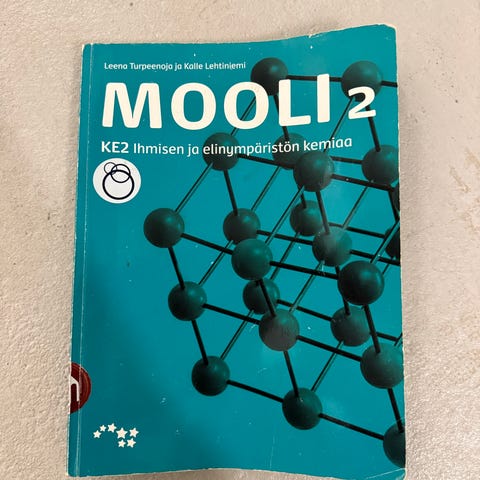 Leena Turpeenoja ja Kalle Lehtiniemi
MOOLI 2
KE2 Ihmisen ja elinympäristön kemiaa